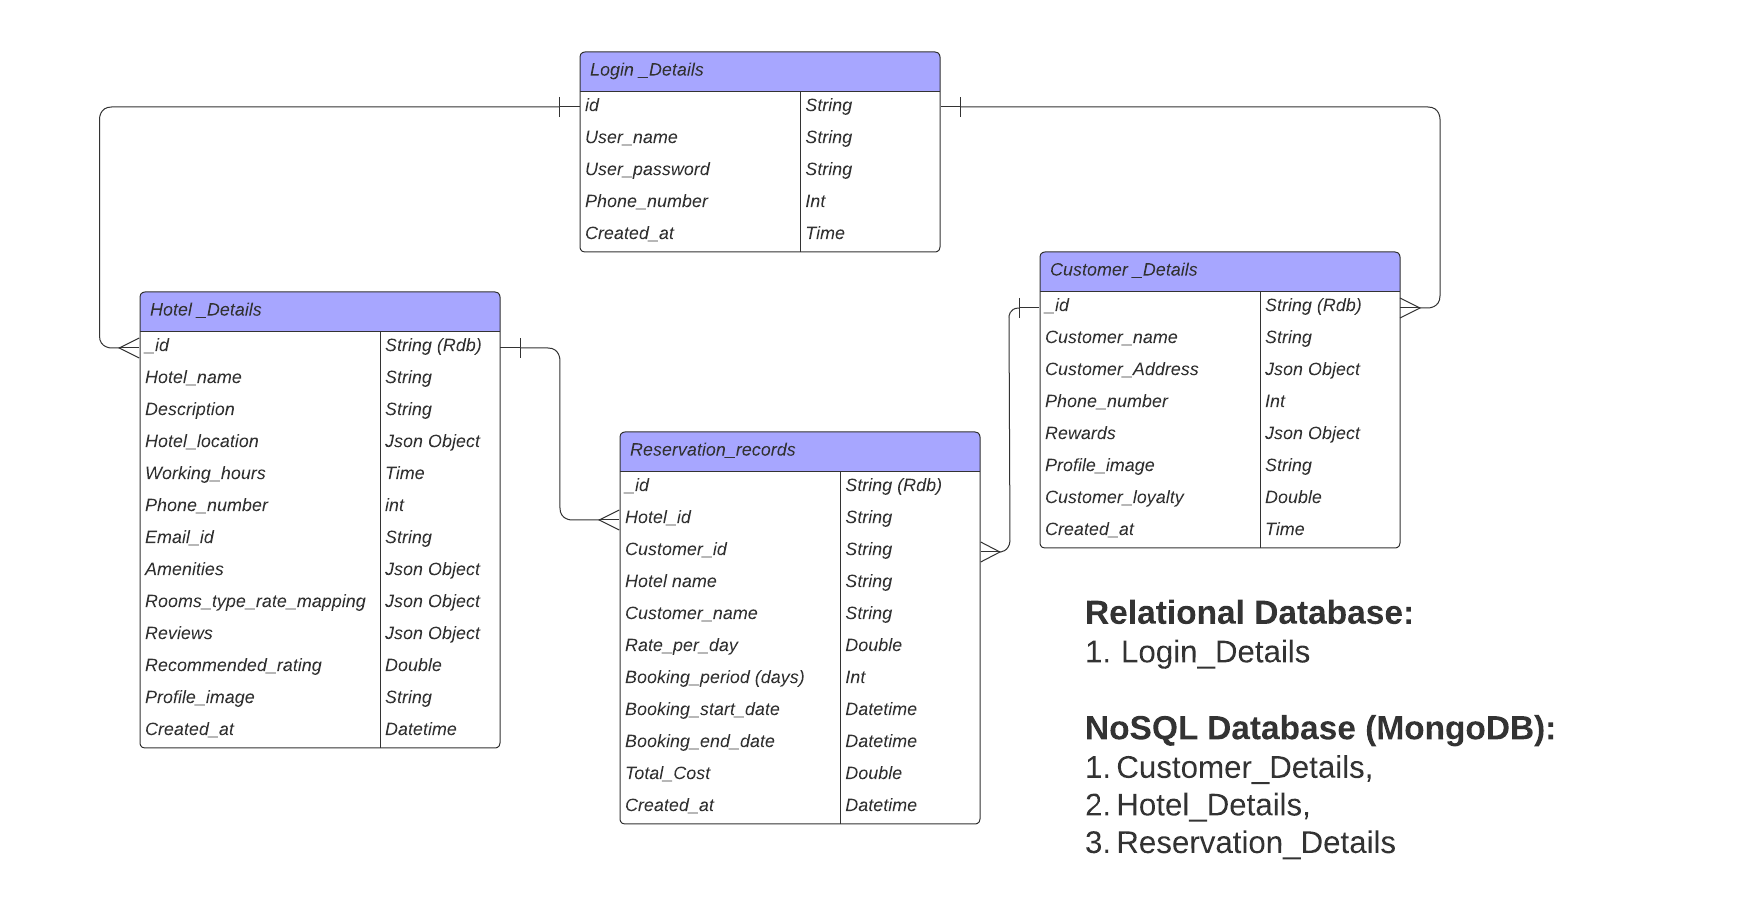 Login _Details
id String
User_name String
User_password String
Phone_number Int
Created_at Time
Customer _Details
_id String (Rdb)
Customer_name String
Customer_Address Json Object
Phone_number Int
Rewards Json Object
Profile_image String
Customer_loyalty Double
Created_at Time
Hotel _Details
_id String (Rdb)
Hotel_name String
Description String
Hotel_location Json Object
Working_hours Time
Phone_number int
Email_id String
Amenities Json Object
Rooms_type_rate_mapping Json Object
Reviews Json Object
Recommended_rating Double
Profile_image String
Created_at Datetime
Reservation_records
_id String (Rdb)
Hotel_id String
Customer_id String
Hotel name String
Customer_name String
Rate_per_day Double
Booking_period (days) Int
Booking_start_date Datetime
Booking_end_date Datetime
Total_Cost Double
Created_at Datetime
Relational Database:
1. Login_Details
NoSQL Database (MongoDB):
1. Customer_Details,
2. Hotel_Details,
3. Reservation_Details